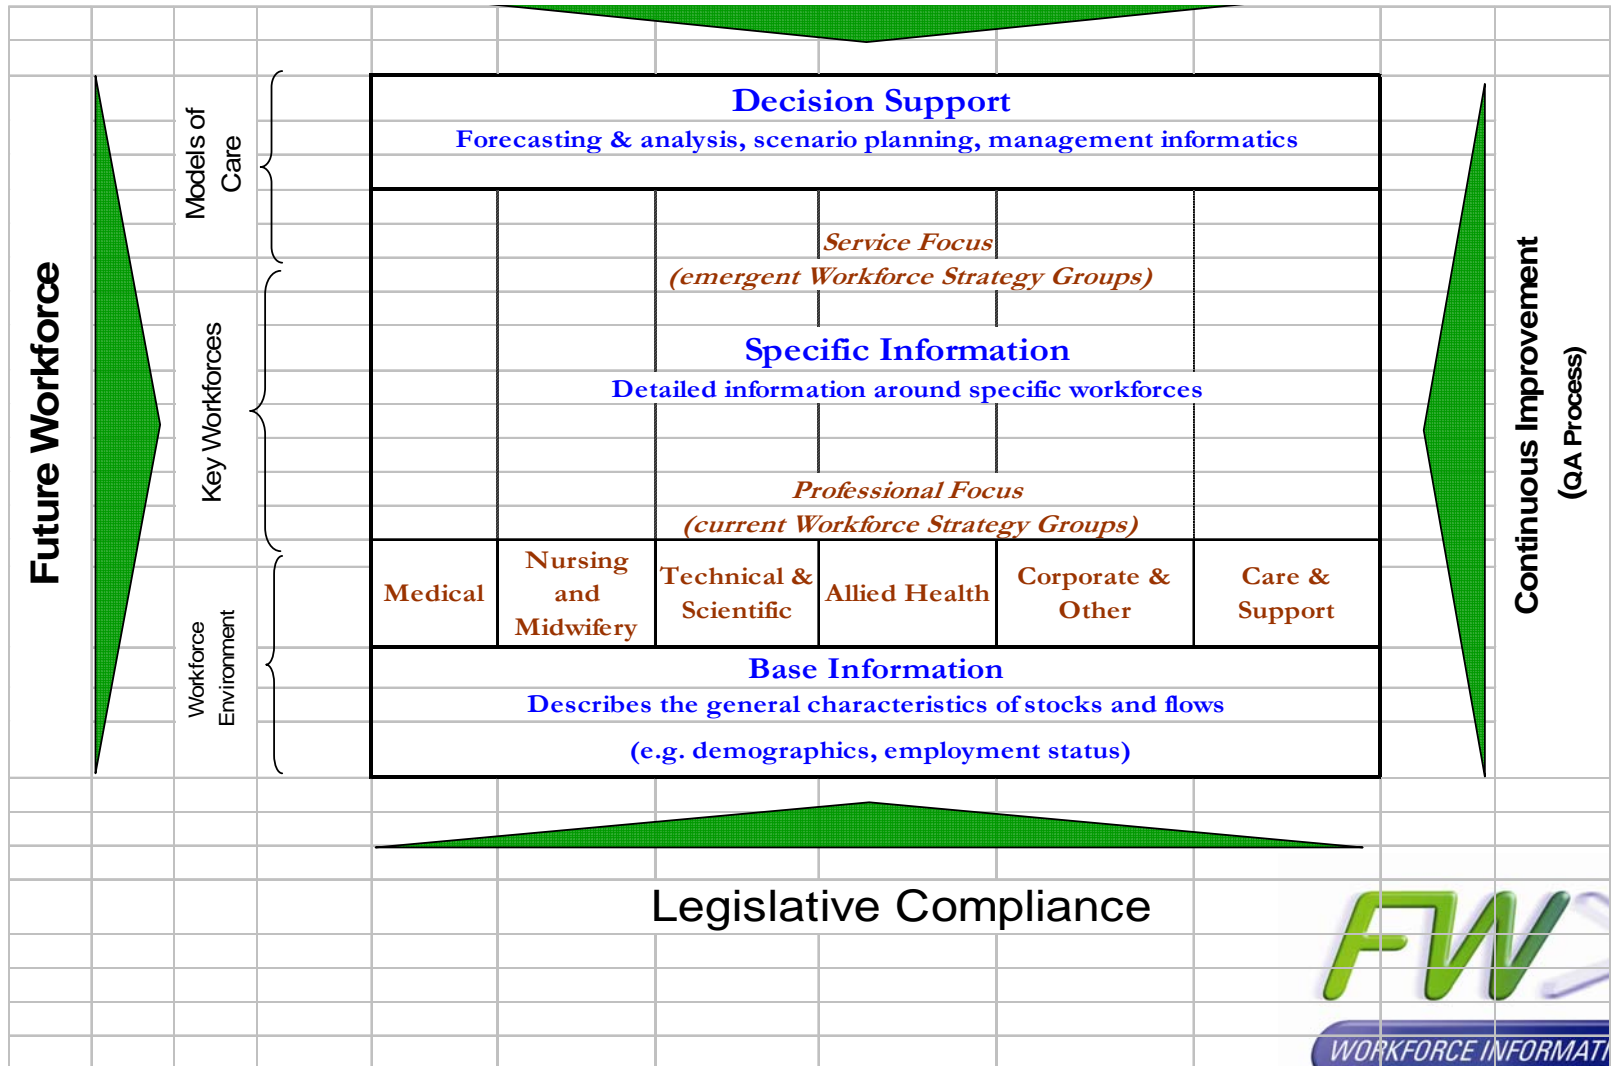 Decision Support
Forecasting & analysis, scenario planning, management informatics
Models of
Care
Service Focus
(emergent Workforce Strategy Groups)
Future Workforce
Key Workforces
Specific Information
Detailed information around specific workforces
Continuous Improvement
(QA Process)
Professional Focus
(current Workforce Strategy Groups)
Medical
Nursing
and
Midwifery
Technical &
Scientific
Allied Health
Corporate &
Other
Care &
Support
Workforce
Environment
Base Information
Describes the general characteristics of stocks and flows
(e.g. demographics, employment status)
Legislative Compliance
FW
WORKFORCE